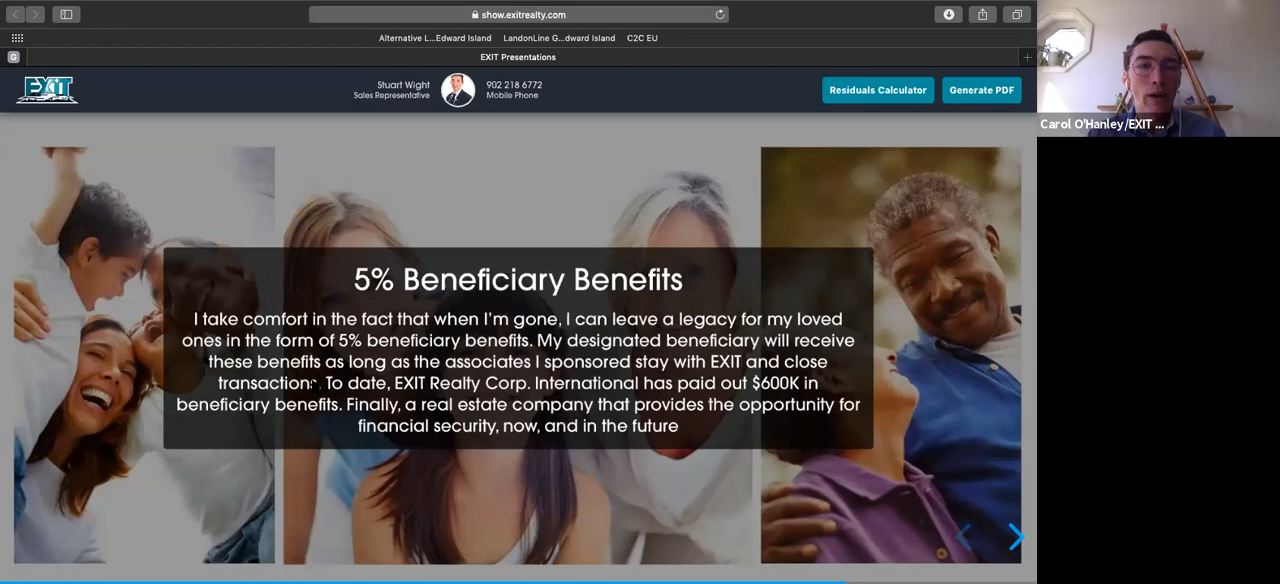 show.exitrealty.com
Alternative L...Edward Island LandonLine G...dward Island C2C EU
G
EXIT Presentations
EXIT
Stuart Wight
Sales Representative
902 218 6772
Mobile Phone
Residuals Calculator
Generate PDF
Carol O'Hanley/EXIT ...
5% Beneficiary Benefits
I take comfort in the fact that when I'm gone, I can leave a legacy for my loved
ones in the form of 5% beneficiary benefits. My designated beneficiary will receive
these benefits as long as the associates I sponsored stay with EXIT and close
transactions. To date, EXIT Realty Corp. International has paid out $600K in
beneficiary benefits. Finally, a real estate company that provides the opportunity for
financial security, now, and in the future